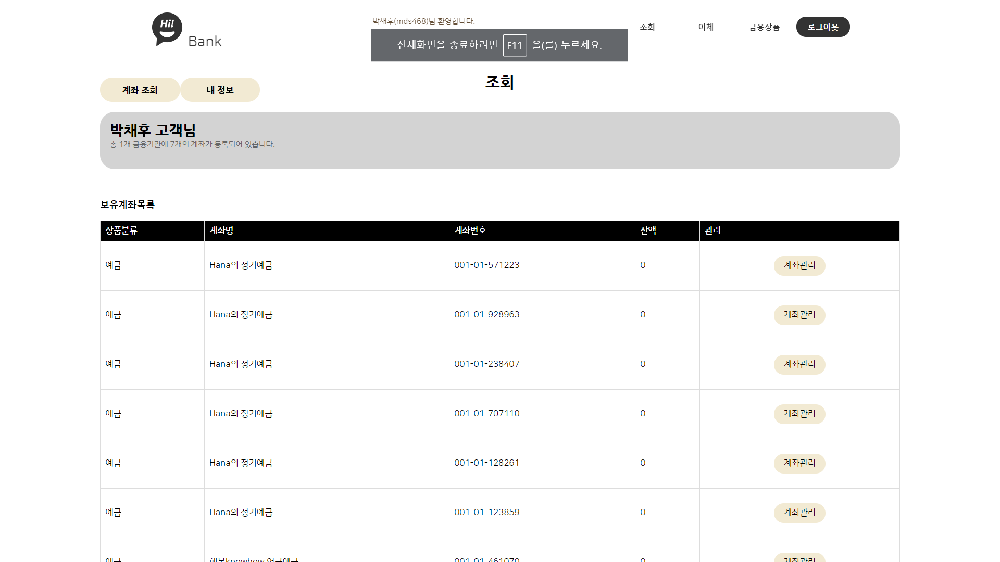 Hi!
Bank
박채후(mds468)님 환영합니다.
조회 이체 금융상품 로그아웃
전체화면을 종료하려면 F11 을(를) 누르세요.
조회
계좌 조회 내 정보
박채후 고객님
총 1개 금융기관에 7개의 계좌가 등록되어 있습니다.
보유계좌목록
상품분류 계좌명 계좌번호 잔액 관리
예금 Hana의 정기예금 001-01-571223 0 계좌관리
예금 Hana의 정기예금 001-01-928963 0 계좌관리
예금 Hana의 정기예금 001-01-238407 0 계좌관리
예금 Hana의 정기예금 001-01-707110 0 계좌관리
예금 Hana의 정기예금 001-01-128261 0 계좌관리
예금 Hana의 정기예금 001-01-123859 0 계좌관리
예금 행복knowhow 연금예금 001-01-461070 0 계좌관리